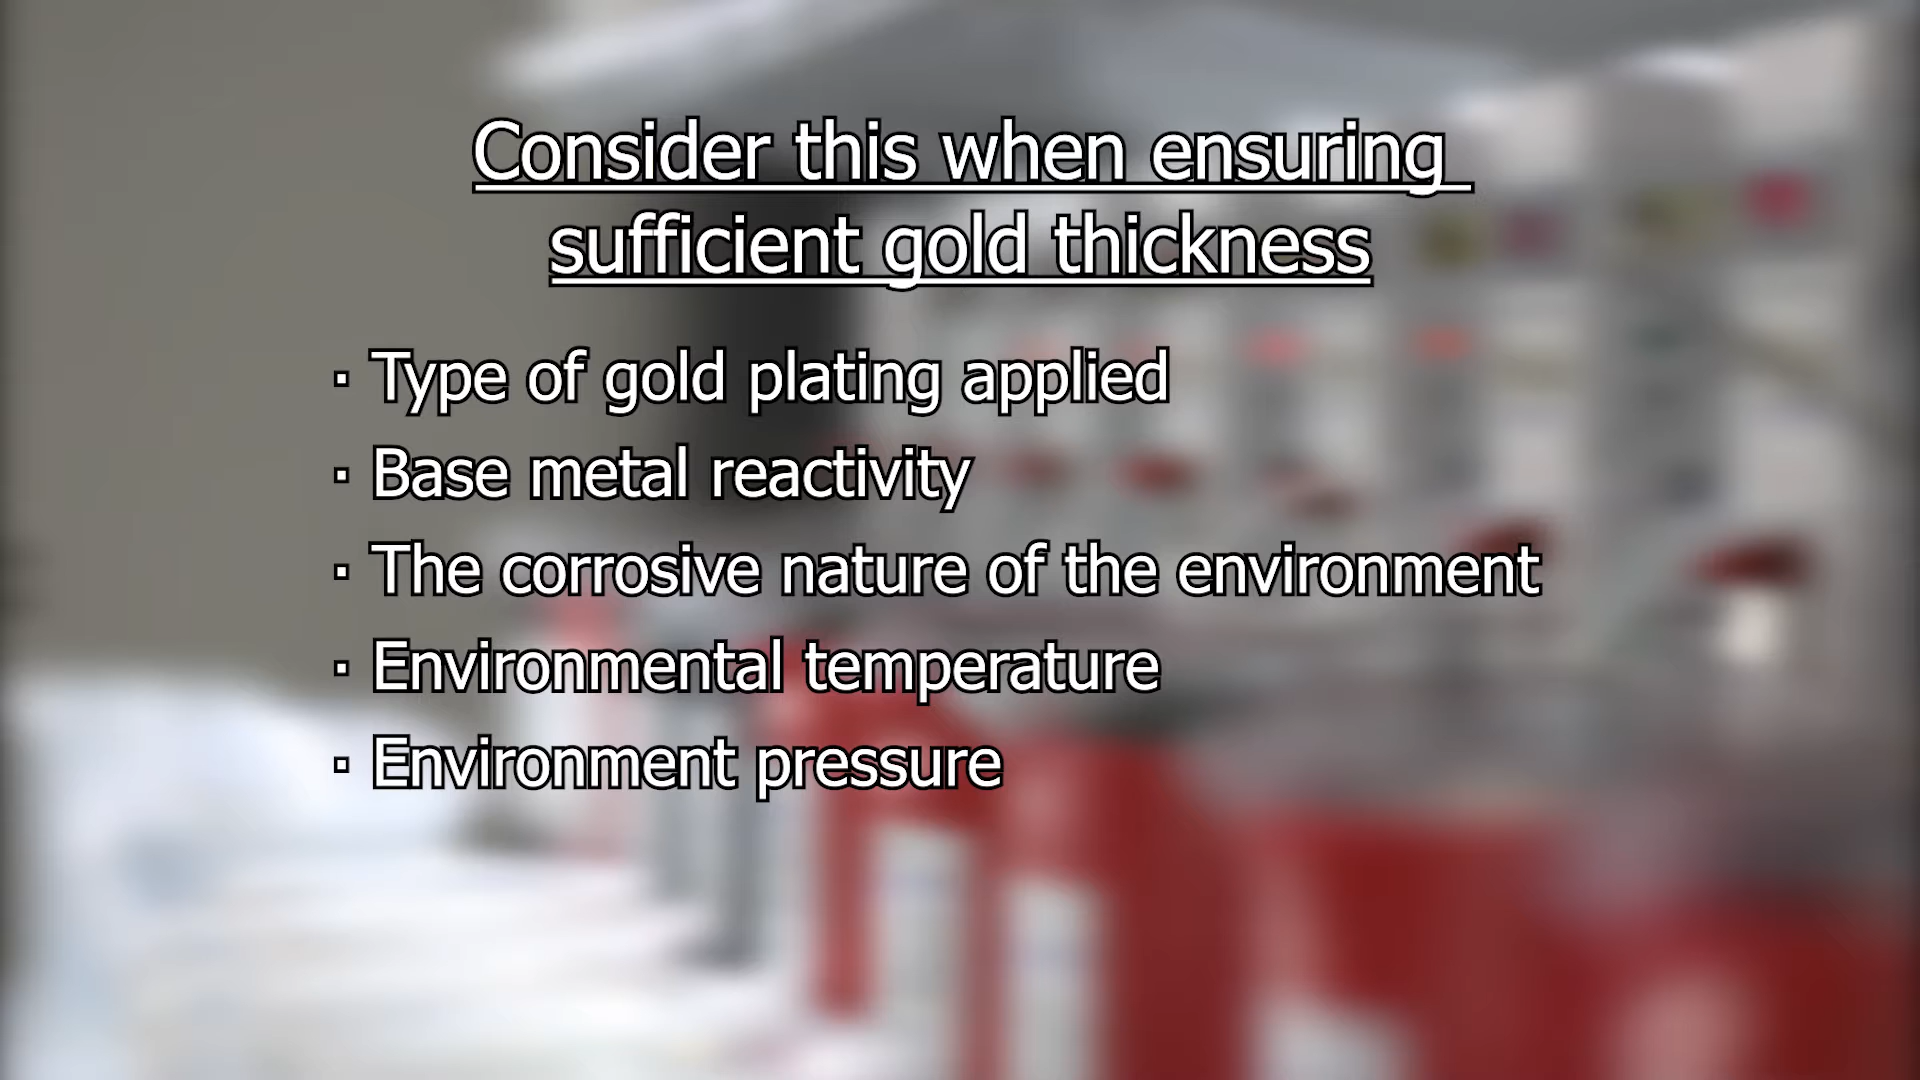 Consider this when ensuring
sufficient gold thickness
· Type of gold plating applied
· Base metal reactivity
· The corrosive nature of the environment
· Environmental temperature
· Environment pressure